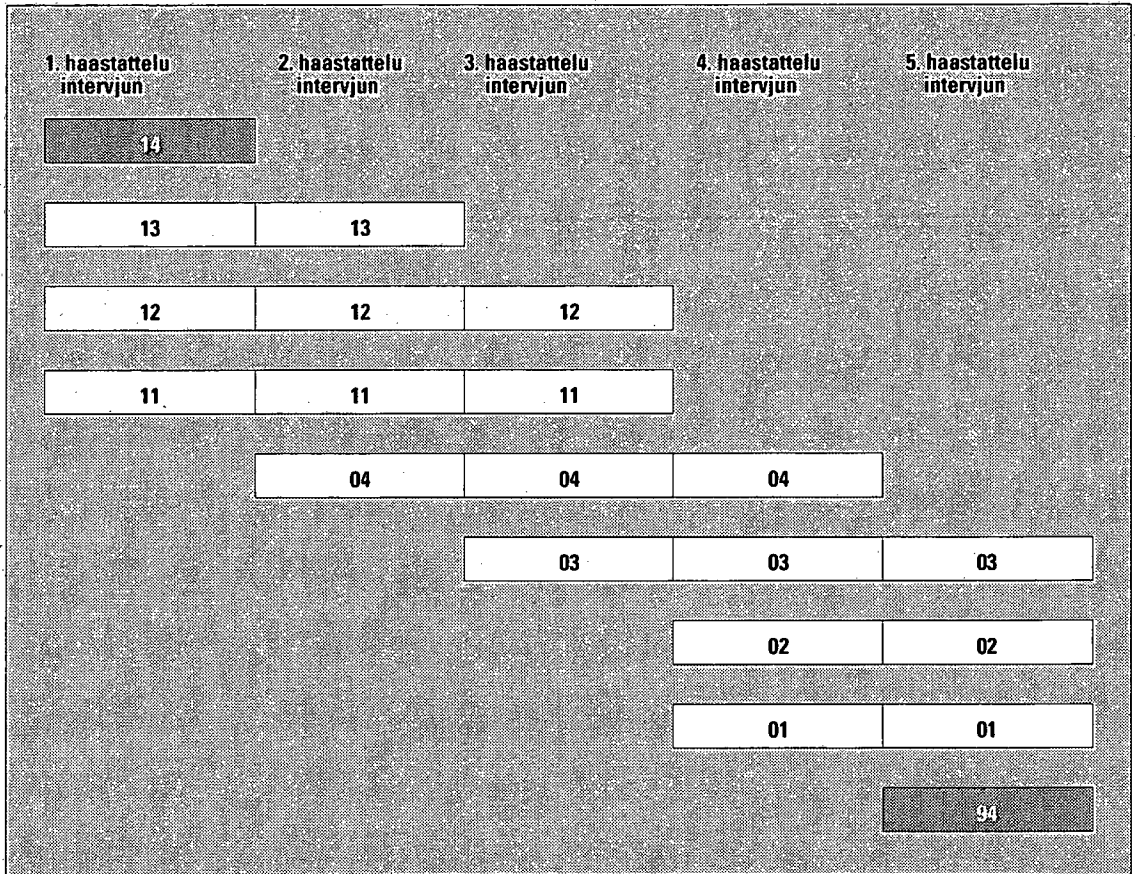 1. haastattelu 2. haastattelu 3. haastattelu 4. haastattelu 5. haastattelu
intervjun intervjun intervjun intervjun intervjun
14
13 13
12 12 12
11 11 11
04 04 04
03 03 03
02 02
01 01
94